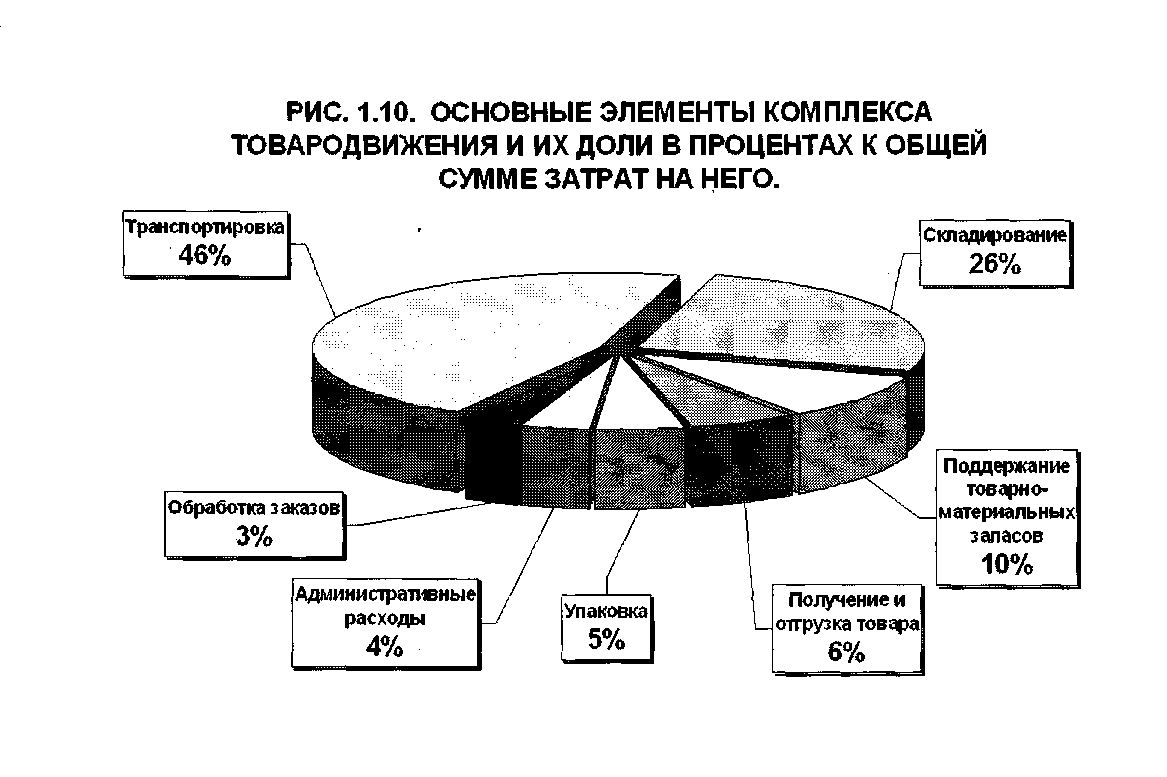 РИС. 1.10. ОСНОВНЫЕ ЭЛЕМЕНТЫ КОМПЛЕКСА
ТОВАРОДВИЖЕНИЯ И ИХ ДОЛИ В ПРОЦЕНТАХ К ОБЩЕЙ
СУММЕ ЗАТРАТ НА НЕГО.
Транспортировка
46%
Складирование
26%
Поддержание
товарно-
материальных
запасов
10%
Обработка заказов
3%
Административные
расходы
4%
Упаковка
5%
Получение и
отгрузка товара
6%